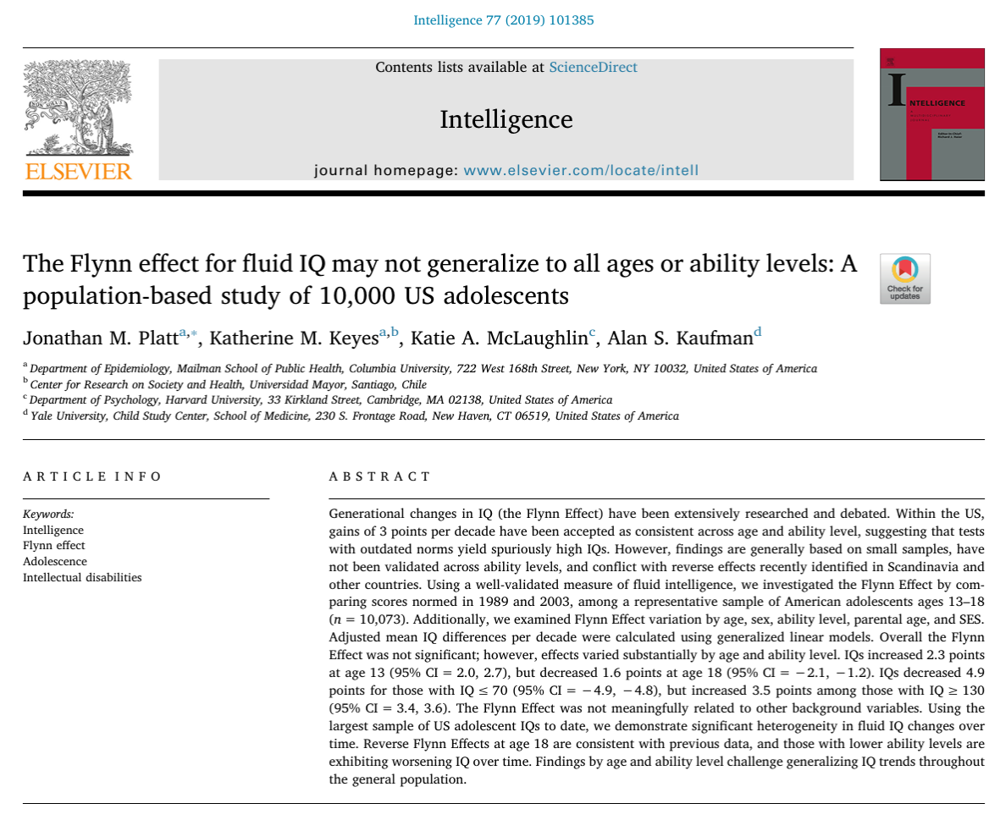 Intelligence 77 (2019) 101385
Contents lists available at ScienceDirect
Intelligence
journal homepage: www.elsevier.com/locate/intell
ELSEVIER
INTELLIGENCE
The Flynn effect for fluid IQ may not generalize to all ages or ability levels: A
population-based study of 10,000 US adolescents
Check for
updates
Jonathan M. Platt a,*, Katherine M. Keyes a,b, Katie A. McLaughlin c, Alan S. Kaufman d
a Department of Epidemiology, Mailman School of Public Health, Columbia University, 722 West 168th Street, New York, NY 10032, United States of America
b Center for Research on Society and Health, Universidad Mayor, Santiago, Chile
c Department of Psychology, Harvard University, 33 Kirkland Street, Cambridge, MA 02138, United States of America
d Yale University, Child Study Center, School of Medicine, 230 S. Frontage Road, New Haven, CT 06519, United States of America
ARTICLE INFO
Keywords:
Intelligence
Flynn effect
Adolescence
Intellectual disabilities
ABSTRACT
Generational changes in IQ (the Flynn Effect) have been extensively researched and debated. Within the US,
gains of 3 points per decade have been accepted as consistent across age and ability level, suggesting that tests
with outdated norms yield spuriously high IQs. However, findings are generally based on small samples, have
not been validated across ability levels, and conflict with reverse effects recently identified in Scandinavia and
other countries. Using a well-validated measure of fluid intelligence, we investigated the Flynn Effect by com-
paring scores normed in 1989 and 2003, among a representative sample of American adolescents ages 13–18
(n = 10,073). Additionally, we examined Flynn Effect variation by age, sex, ability level, parental age, and SES.
Adjusted mean IQ differences per decade were calculated using generalized linear models. Overall the Flynn
Effect was not significant; however, effects varied substantially by age and ability level. IQs increased 2.3 points
at age 13 (95% CI = 2.0, 2.7), but decreased 1.6 points at age 18 (95% CI = −2.1, −1.2). IQs decreased 4.9
points for those with IQ ≤ 70 (95% CI = −4.9, −4.8), but increased 3.5 points among those with IQ ≥ 130
(95% CI = 3.4, 3.6). The Flynn Effect was not meaningfully related to other background variables. Using the
largest sample of US adolescent IQs to date, we demonstrate significant heterogeneity in fluid IQ changes over
time. Reverse Flynn Effects at age 18 are consistent with previous data, and those with lower ability levels are
exhibiting worsening IQ over time. Findings by age and ability level challenge generalizing IQ trends throughout
the general population.